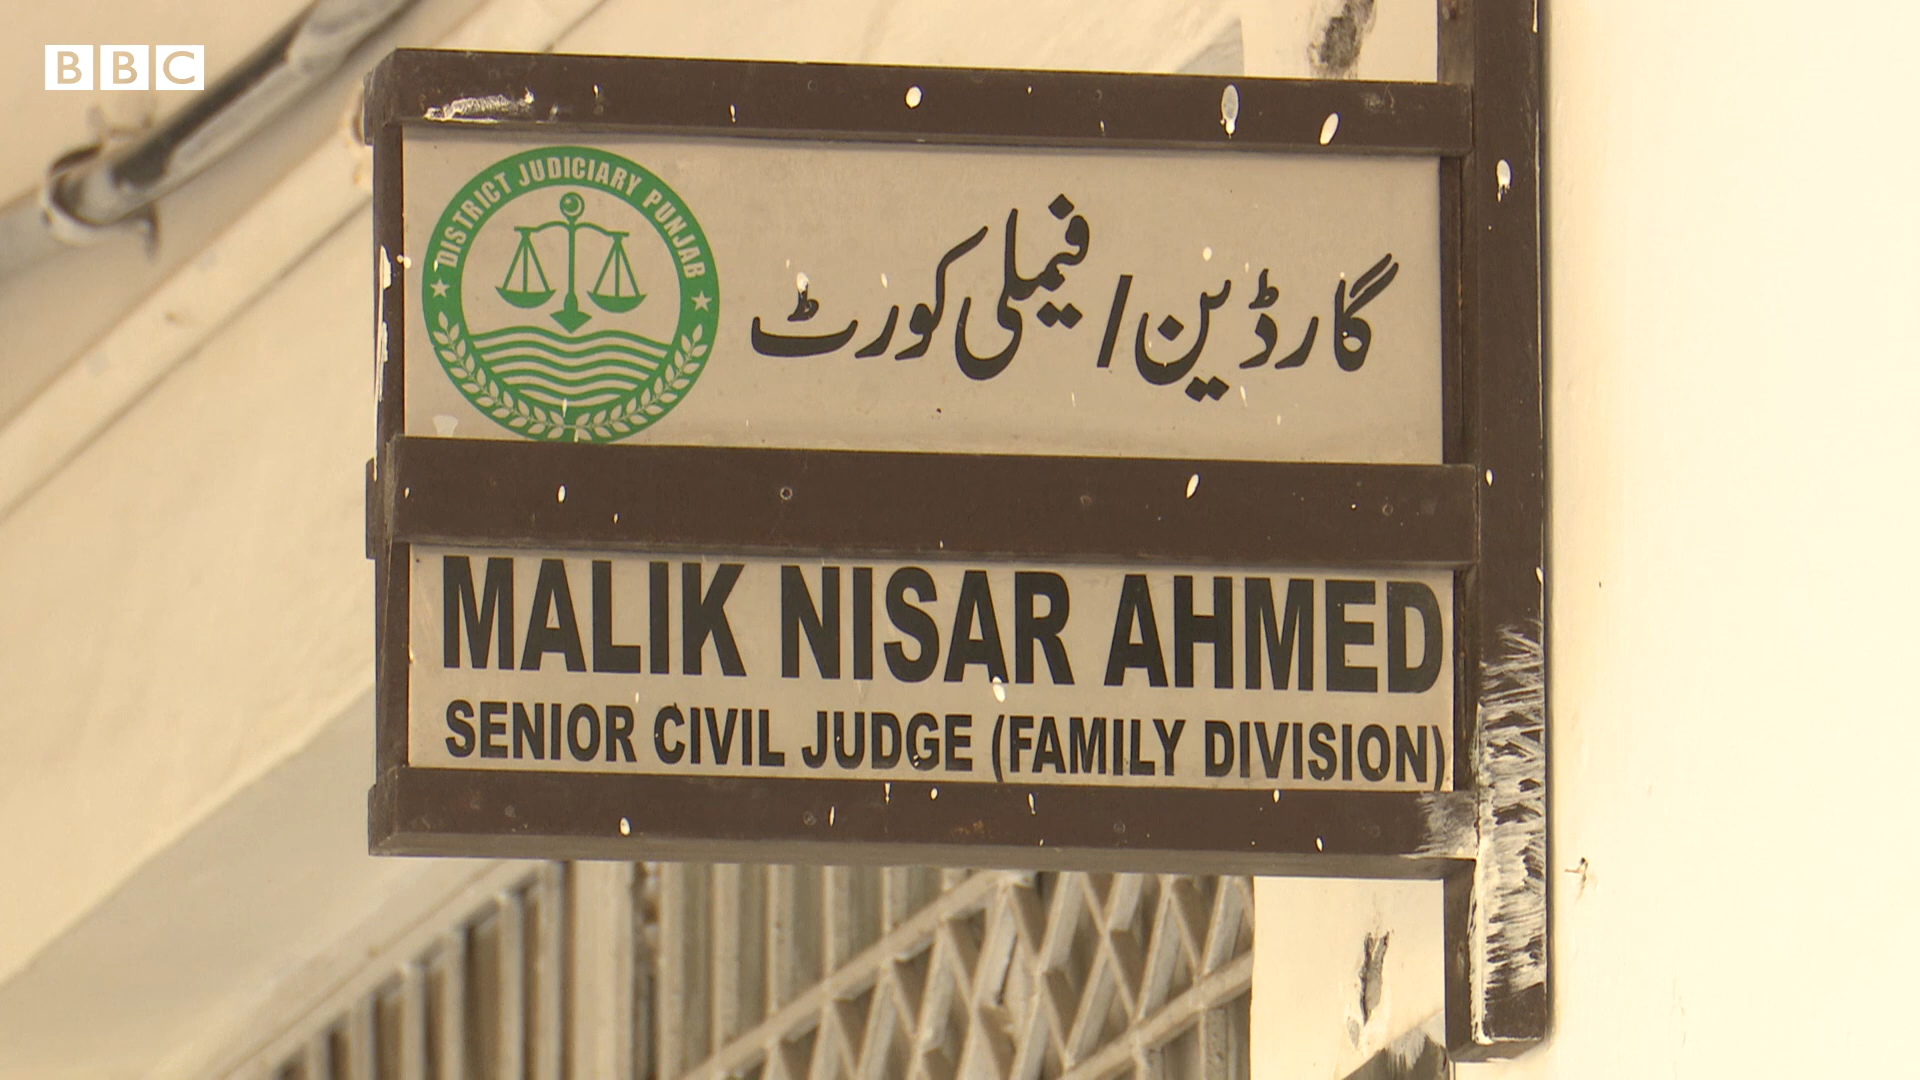 BBC
DISTRICT JUDICIARY PUNJAB
گارڈین/فیملی کورٹ
MALIK NISAR AHMED
SENIOR CIVIL JUDGE (FAMILY DIVISION)